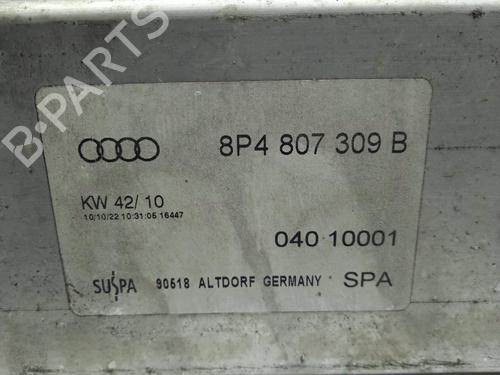 B-PARTS
8P4 807 309 B
KW 42/ 10
10/10/22 10:31:05 16447
040 10001
SUSPA 90518 ALTDORF GERMANY SPA